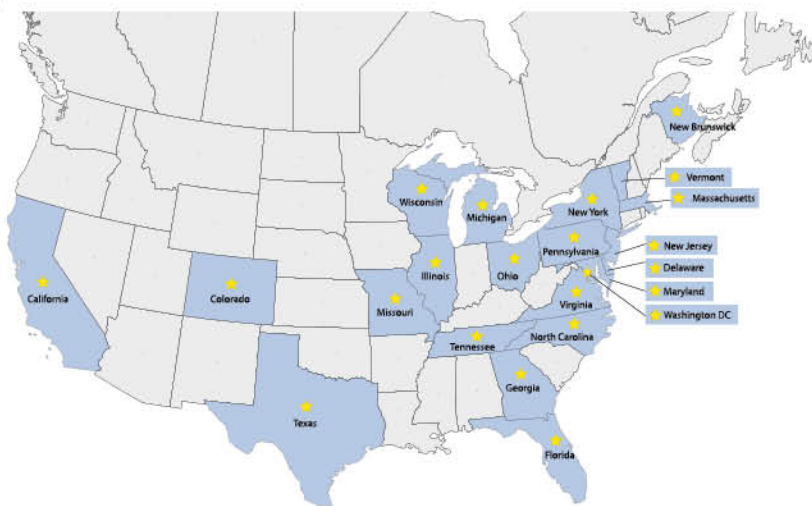 New Brunswick
Vermont
Wisconsin
Massachusetts
Michigan
New York
New Jersey
Pennsylvania
Delaware
Illinois
Ohio
Maryland
California
Colorado
Virginia
Missouri
Washington DC
North Carolina
Tennessee
Georgia
Texas
Florida